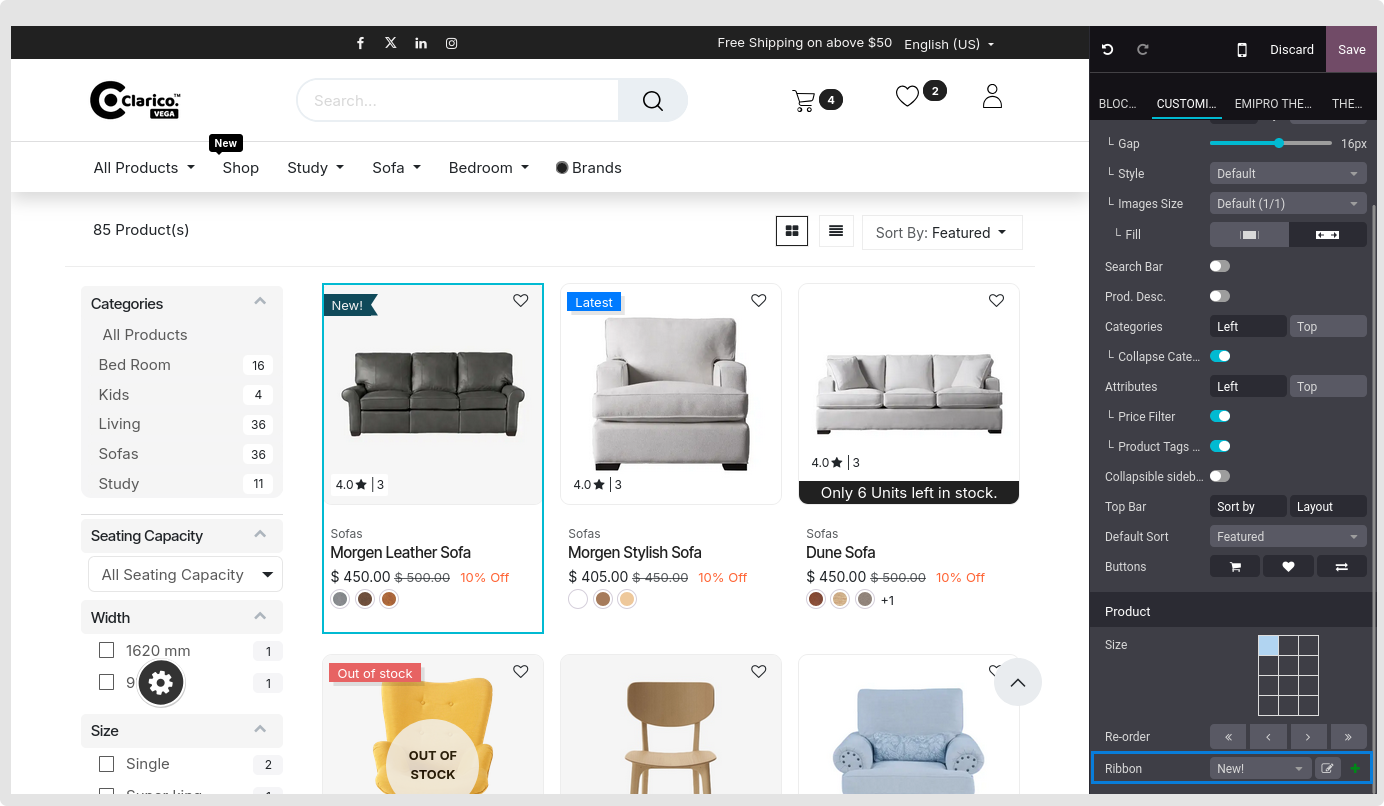 Free Shipping on above $50 English (US)
Discard Save
Clarico.™
VEGA
Search...
4
2
BLOC... CUSTOMI... EMIPRO THE... THE...
New
All Products Shop Study Sofa Bedroom Brands
85 Product(s)
Sort By: Featured
Categories
All Products
Bed Room 16
Kids 4
Living 36
Sofas 36
Study 11
Seating Capacity
All Seating Capacity
Width
1620 mm 1
9 1
Size
Single 2
New!
4.0 | 3
Sofas
Morgen Leather Sofa
$ 450.00 $ 500.00 10% Off
Latest
4.0 | 3
Sofas
Morgen Stylish Sofa
$ 405.00 $ 450.00 10% Off
4.0 | 3
Only 6 Units left in stock.
Sofas
Dune Sofa
$ 450.00 $ 500.00 10% Off
+1
Out of stock
OUT OF
STOCK
Gap 16px
Style Default
Images Size Default (1/1)
Fill
Search Bar
Prod. Desc.
Categories Left Top
Collapse Cate...
Attributes Left Top
Price Filter
Product Tags ...
Collapsible sideb...
Top Bar Sort by Layout
Default Sort Featured
Buttons
Product
Size
Re-order
Ribbon New!